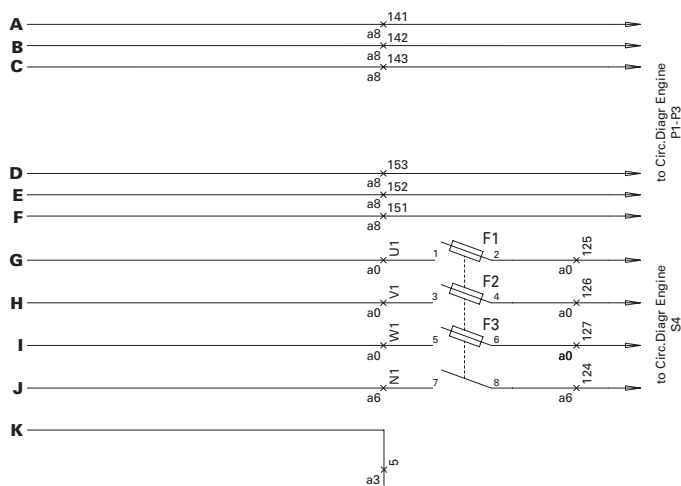 A 141
a8
B 142
a8
C 143
a8
to Circ.Diagr Engine
P1-P3
D 153
a8
E 152
a8
F 151
a8
G a0 U1 1 F1 2 a0 125
H a0 V1 3 F2 4 a0 126
I a0 W1 5 F3 6 a0 127
J a6 N1 7 8 a6 124
to Circ.Diagr Engine
S4
K
a3 5